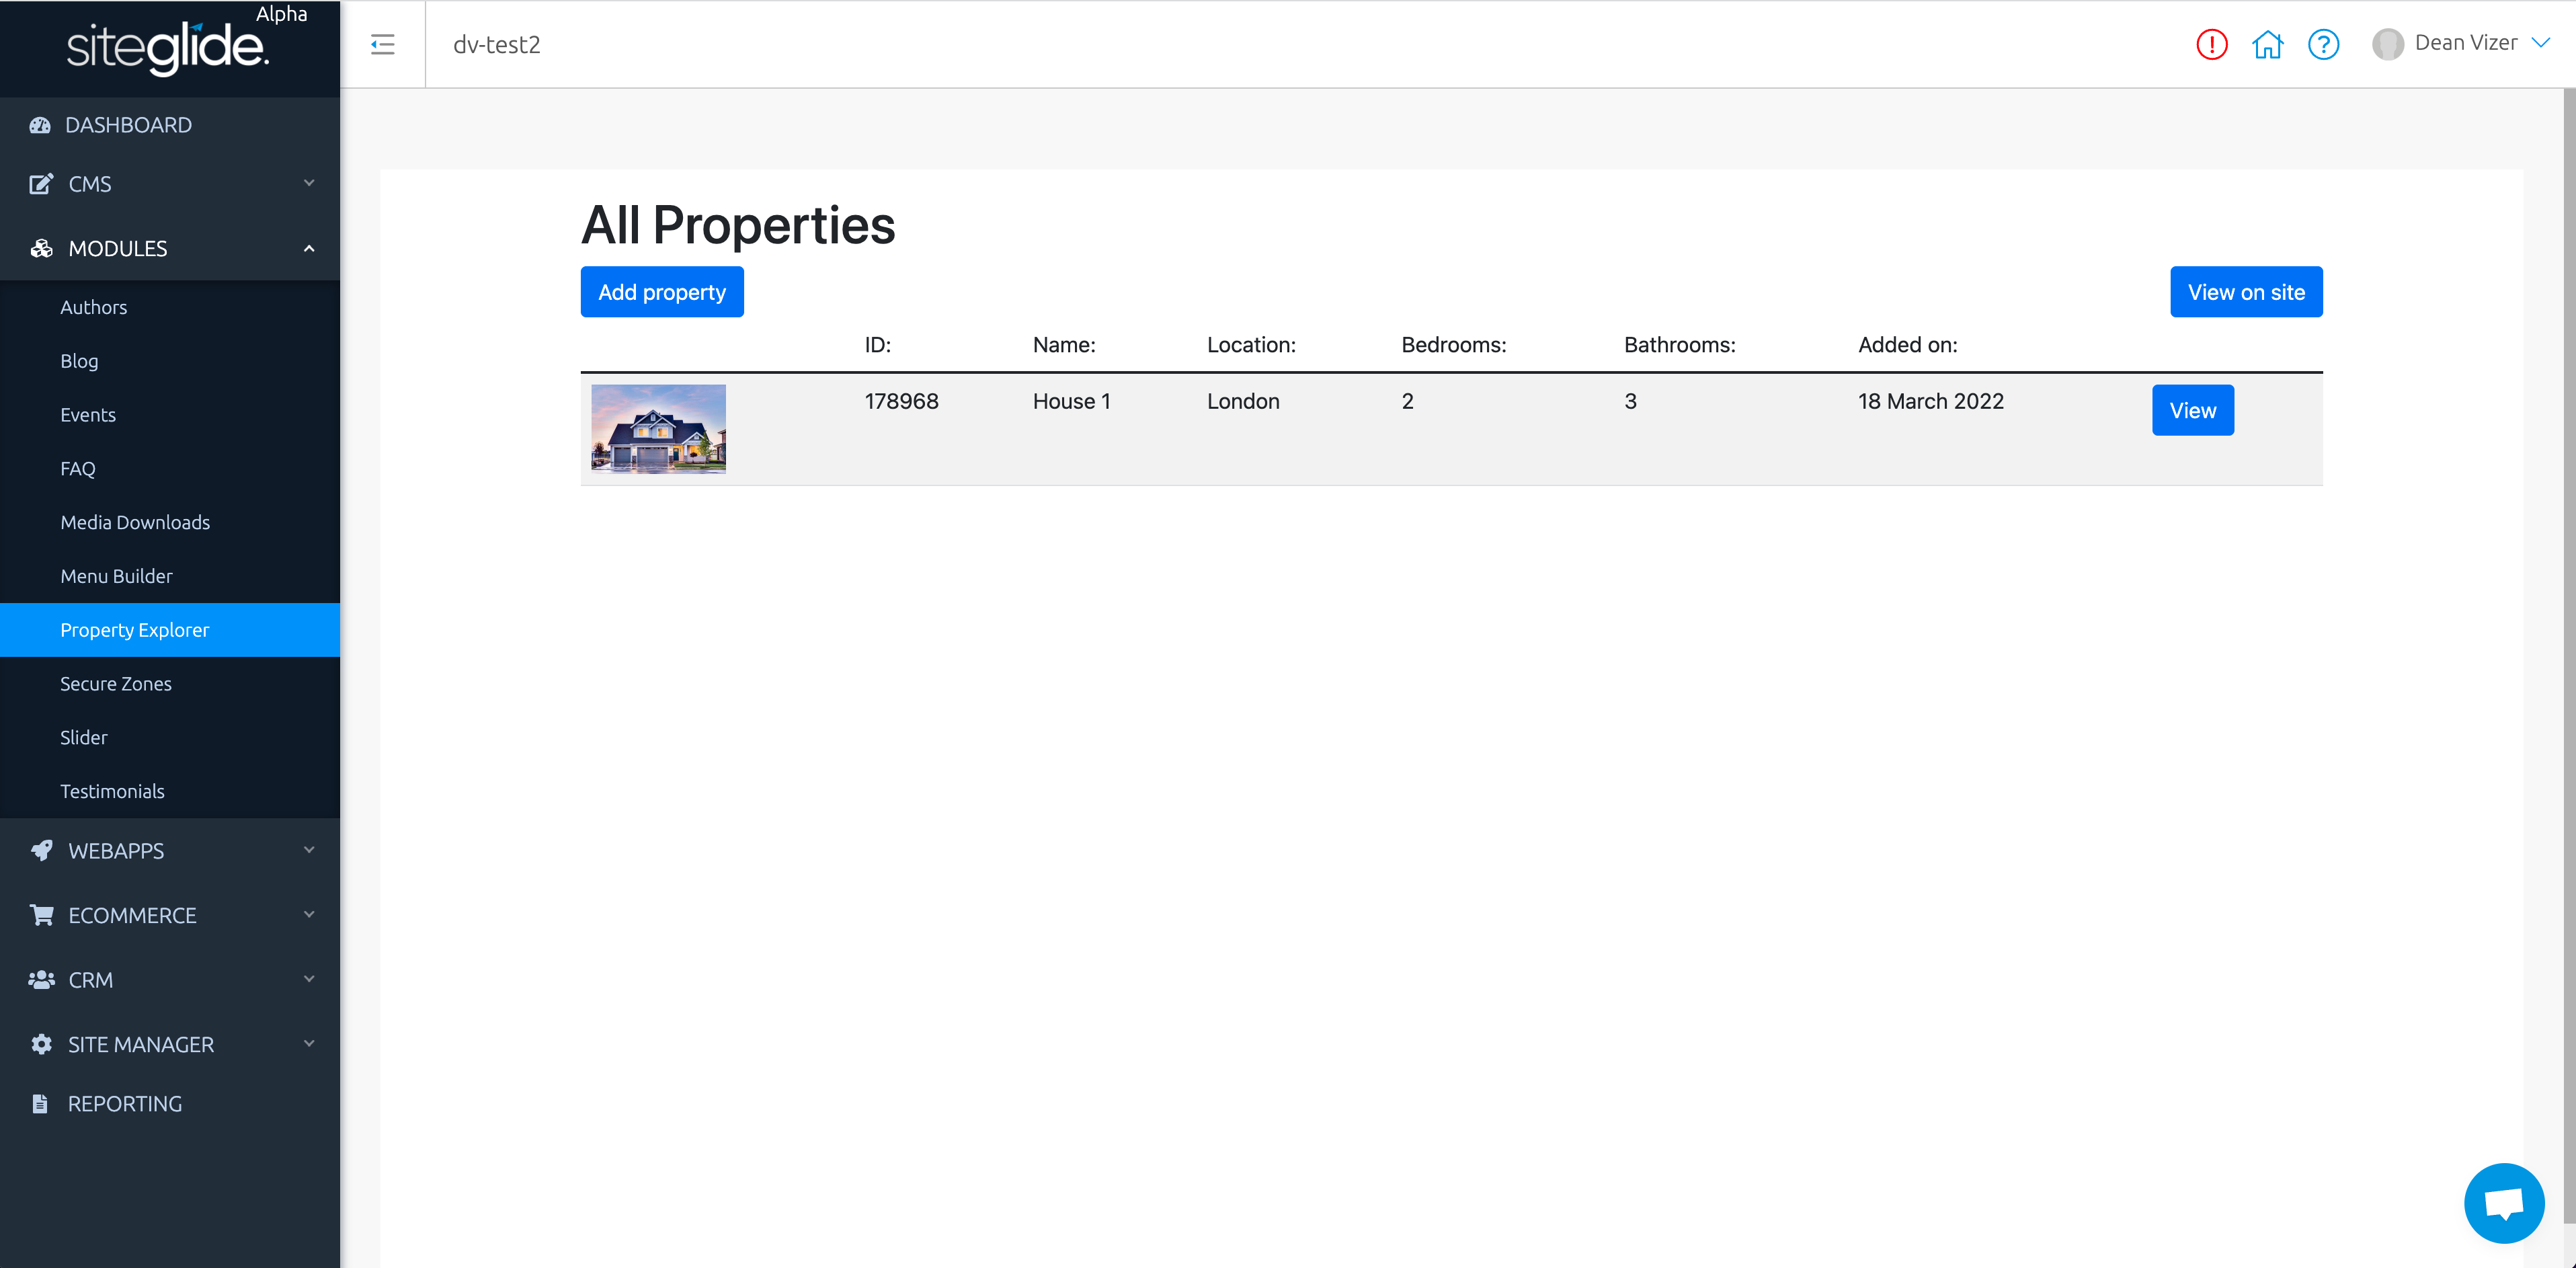 Alpha
siteglide.
dv-test2
Dean Vizer
DASHBOARD
CMS
MODULES
Authors
Blog
Events
FAQ
Media Downloads
Menu Builder
Property Explorer
Secure Zones
Slider
Testimonials
WEBAPPS
ECOMMERCE
CRM
SITE MANAGER
REPORTING
All Properties
Add property
View on site
ID: Name: Location: Bedrooms: Bathrooms: Added on:
178968 House 1 London 2 3 18 March 2022 View